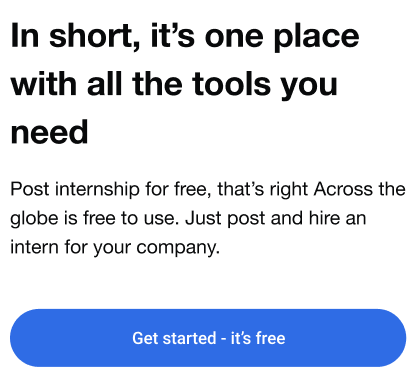 In short, it’s one place
with all the tools you
need
Post internship for free, that’s right Across the
globe is free to use. Just post and hire an
intern for your company.
Get started - it’s free